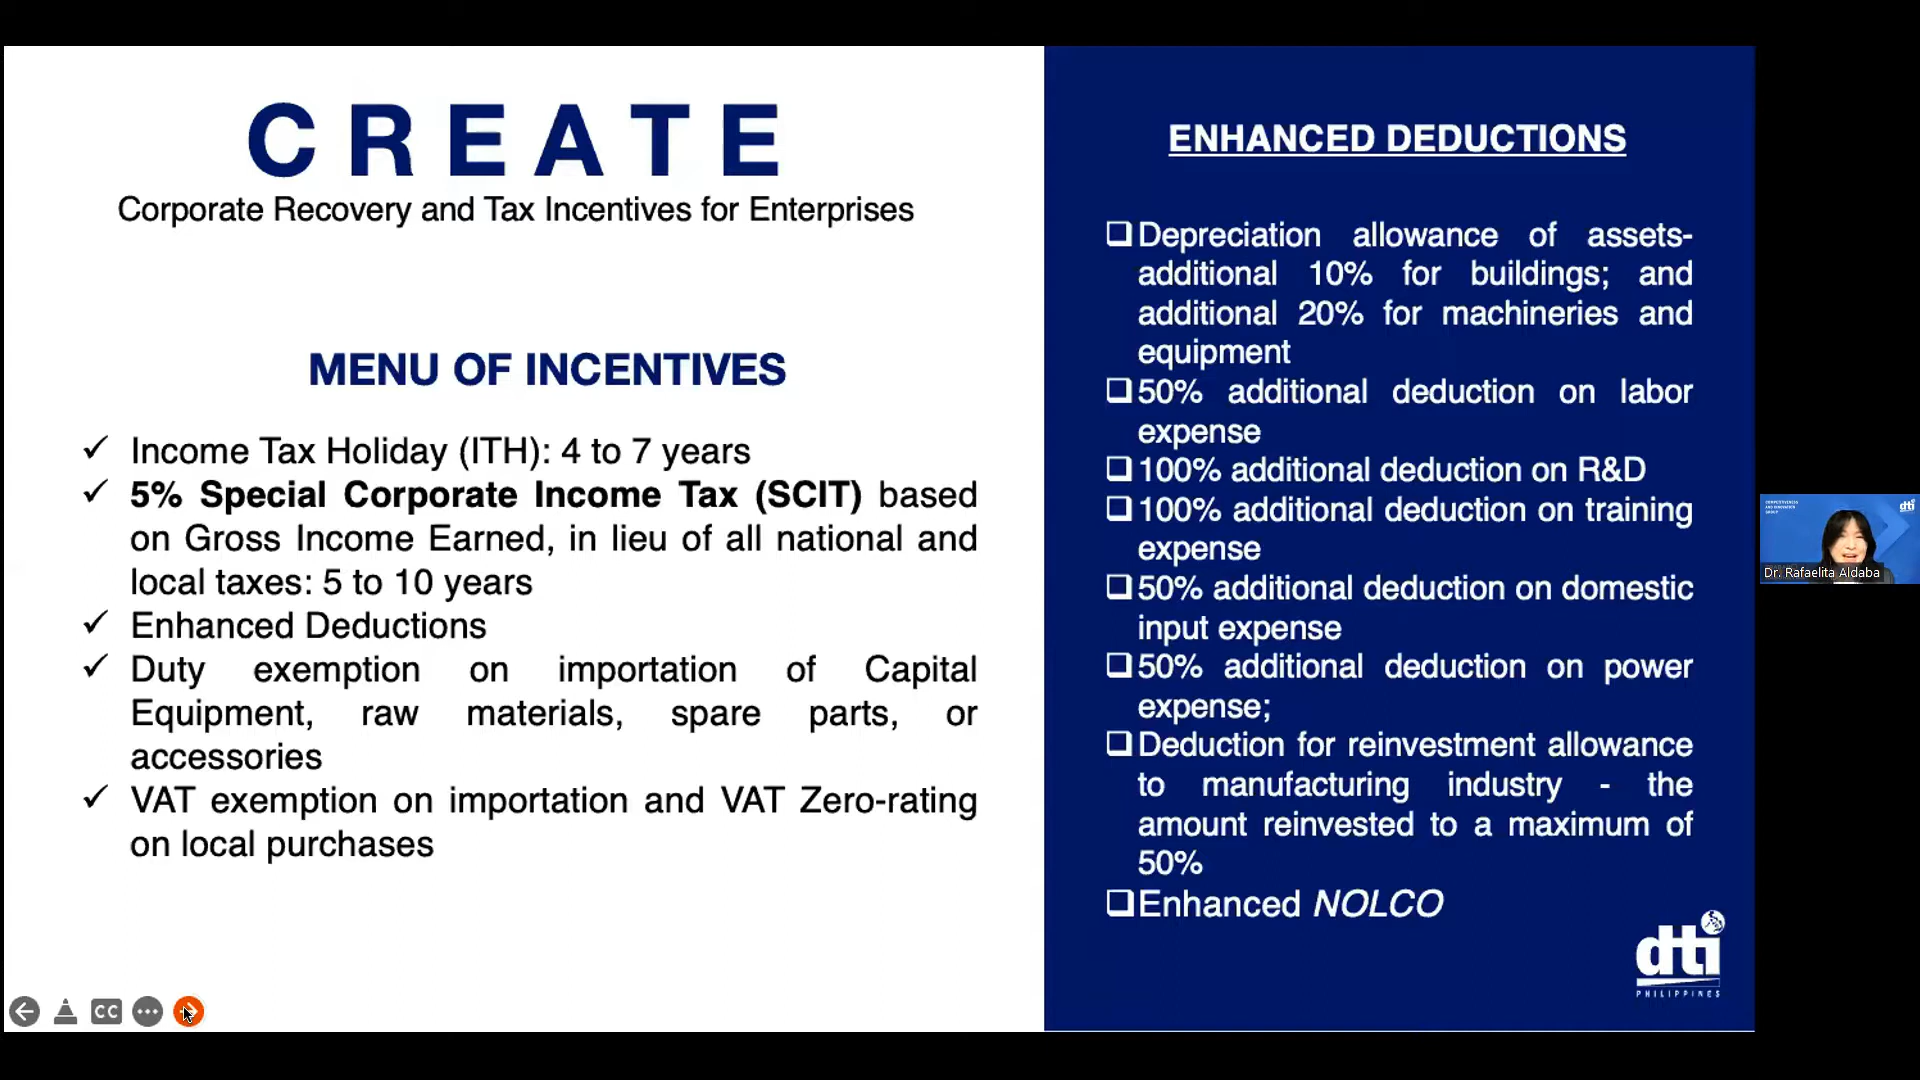 C R E A T E
Corporate Recovery and Tax Incentives for Enterprises
MENU OF INCENTIVES
✓ Income Tax Holiday (ITH): 4 to 7 years
✓ 5% Special Corporate Income Tax (SCIT) based
on Gross Income Earned, in lieu of all national and
local taxes: 5 to 10 years
✓ Enhanced Deductions
✓ Duty exemption on importation of Capital
Equipment, raw materials, spare parts, or
accessories
✓ VAT exemption on importation and VAT Zero-rating
on local purchases
ENHANCED DEDUCTIONS
❑Depreciation allowance of assets-
additional 10% for buildings; and
additional 20% for machineries and
equipment
❑50% additional deduction on labor
expense
❑100% additional deduction on R&D
❑100% additional deduction on training
expense
❑50% additional deduction on domestic
input expense
❑50% additional deduction on power
expense;
❑Deduction for reinvestment allowance
to manufacturing industry - the
amount reinvested to a maximum of
50%
❑Enhanced NOLCO
dti
PHILIPPINES
CC
COMPETITIVENESS
AND INNOVATION
GROUP
dti
Dr. Rafaelita Aldaba